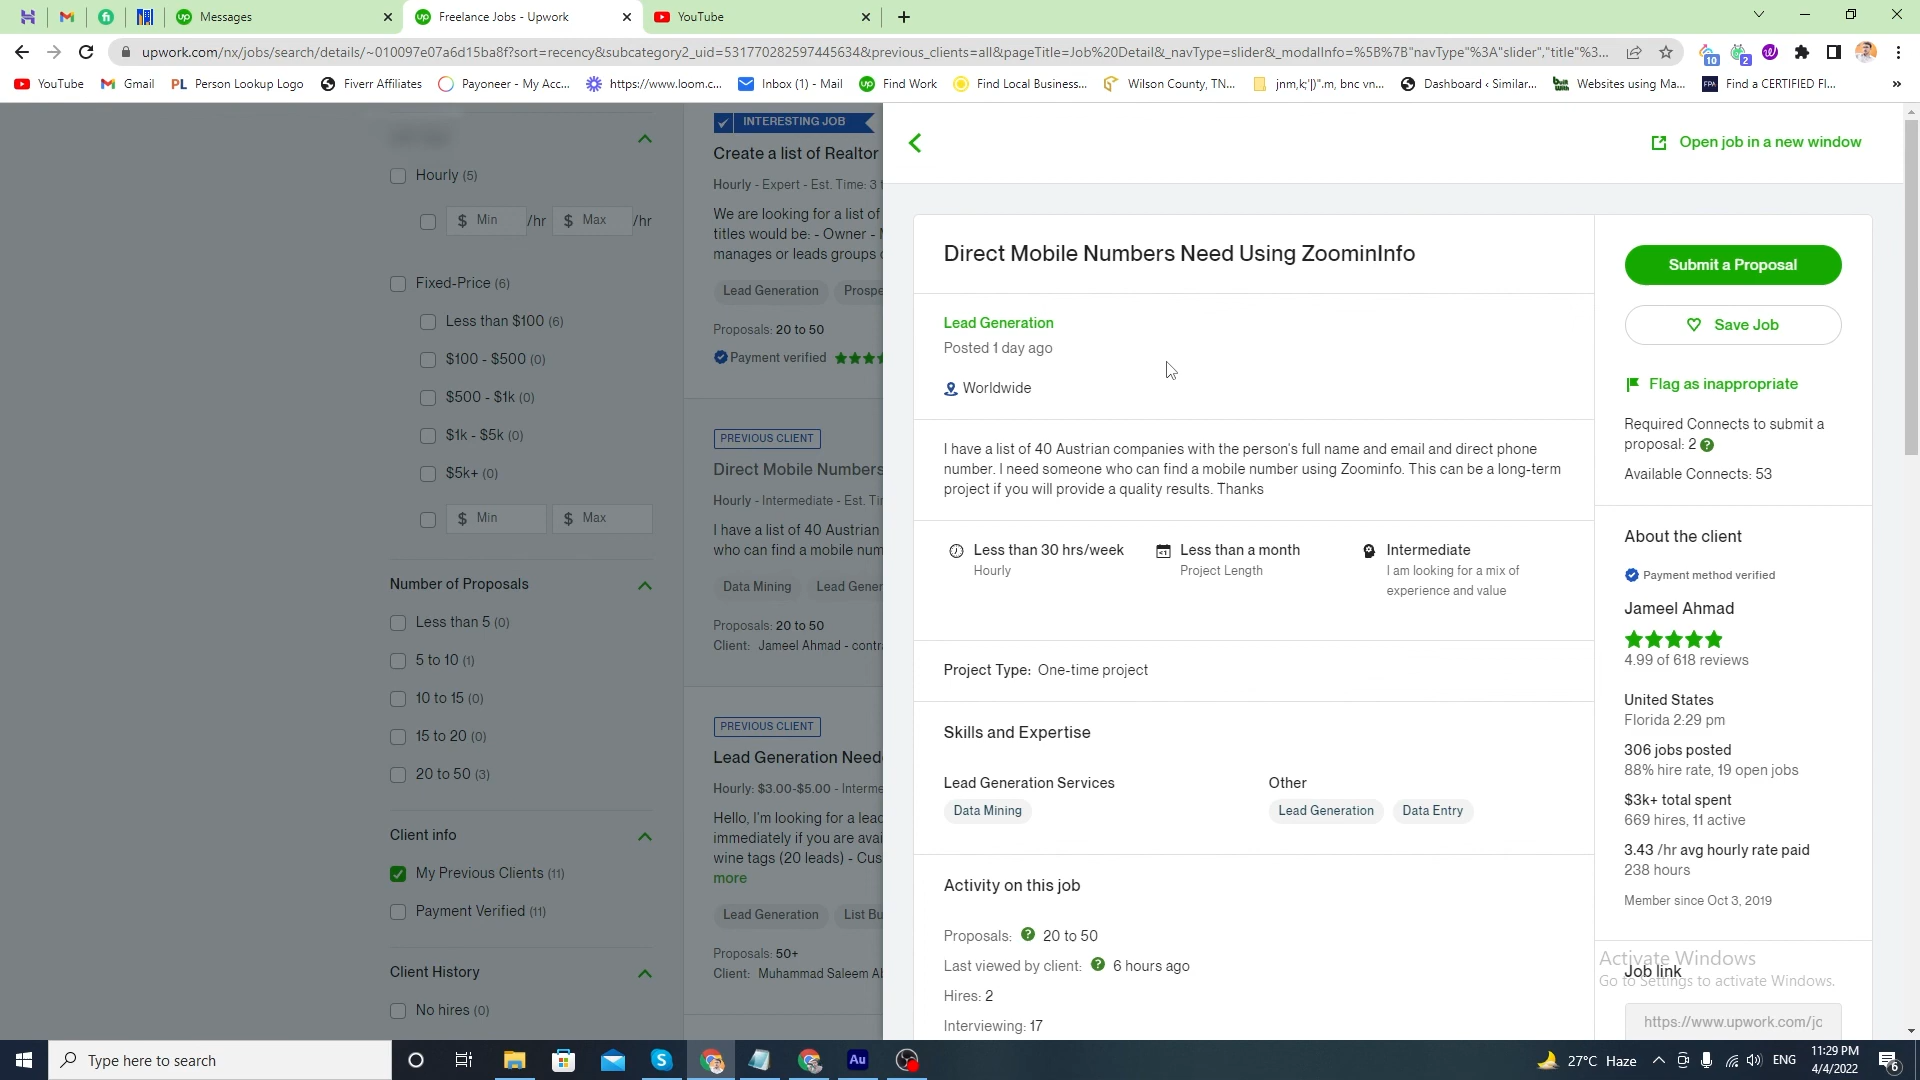 Messages
Freelance Jobs - Upwork
YouTube
upwork.com/nx/jobs/search/details/~010097e07a6d15ba8f?sort=recency&subcategory2_uid=531770282597445634&previous_clients=all&pageTitle=Job%20Detail&_navType=slider&_modalInfo=%5B%7B"navType"%3A"slider","title"%3...
10
2
YouTube
Gmail
PL Person Lookup Logo
Fiverr Affiliates
Payoneer - My Acc...
https://www.loom.c...
Inbox (1) - Mail
Find Work
Find Local Business...
Wilson County, TN...
jnm,k;'|)".m, bnc vn...
Dashboard ‹ Similar...
Websites using Ma...
Find a CERTIFIED FI...
»
Hourly (5)
$ Min /hr $ Max /hr
Fixed-Price (6)
Less than $100 (6)
$100 - $500 (0)
$500 - $1k (0)
$1k - $5k (0)
$5k+ (0)
$ Min $ Max
Number of Proposals
Less than 5 (0)
5 to 10 (1)
10 to 15 (0)
15 to 20 (0)
20 to 50 (3)
Client info
My Previous Clients (11)
Payment Verified (11)
Client History
No hires (0)
INTERESTING JOB
Create a list of Realtor
Hourly - Expert - Est. Time: 3
We are looking for a list of
titles would be: - Owner -
manages or leads groups
Lead Generation
Proposals: 20 to 50
Payment verified
PREVIOUS CLIENT
Direct Mobile Numbers
Hourly - Intermediate - Est.
I have a list of 40 Austrian
who can find a mobile
Data Mining
Proposals: 20 to 50
Client: Jameel Ahmad
PREVIOUS CLIENT
Lead Generation
Hourly: $3.00-$5.00 -
Hello, I'm looking for a
immediately if you are
wine tags (20 leads) -
more
Lead Generation List
Proposals: 50+
Client: Muhammad Saleem
Open job in a new window
Direct Mobile Numbers Need Using ZoominInfo
Lead Generation
Posted 1 day ago
Worldwide
I have a list of 40 Austrian companies with the person's full name and email and direct phone
number. I need someone who can find a mobile number using Zoominfo. This can be a long-term
project if you will provide a quality results. Thanks
Less than 30 hrs/week
Hourly
Less than a month
Project Length
Intermediate
I am looking for a mix of
experience and value
Project Type: One-time project
Skills and Expertise
Lead Generation Services
Data Mining
Other
Lead Generation Data Entry
Activity on this job
Proposals: ? 20 to 50
Last viewed by client: ? 6 hours ago
Hires: 2
Interviewing: 17
Submit a Proposal
Save Job
Flag as inappropriate
Required Connects to submit a
proposal: 2 ?
Available Connects: 53
About the client
Payment method verified
Jameel Ahmad
4.99 of 618 reviews
United States
Florida 2:29 pm
306 jobs posted
88% hire rate, 19 open jobs
$3k+ total spent
669 hires, 11 active
3.43 /hr avg hourly rate paid
238 hours
Member since Oct 3, 2019
Activate Windows
Job link
Go to Settings to activate Windows.
https://www.upwork.com/jo
Type here to search
Au
27°C Haze
ENG
11:29 PM
4/4/2022
6